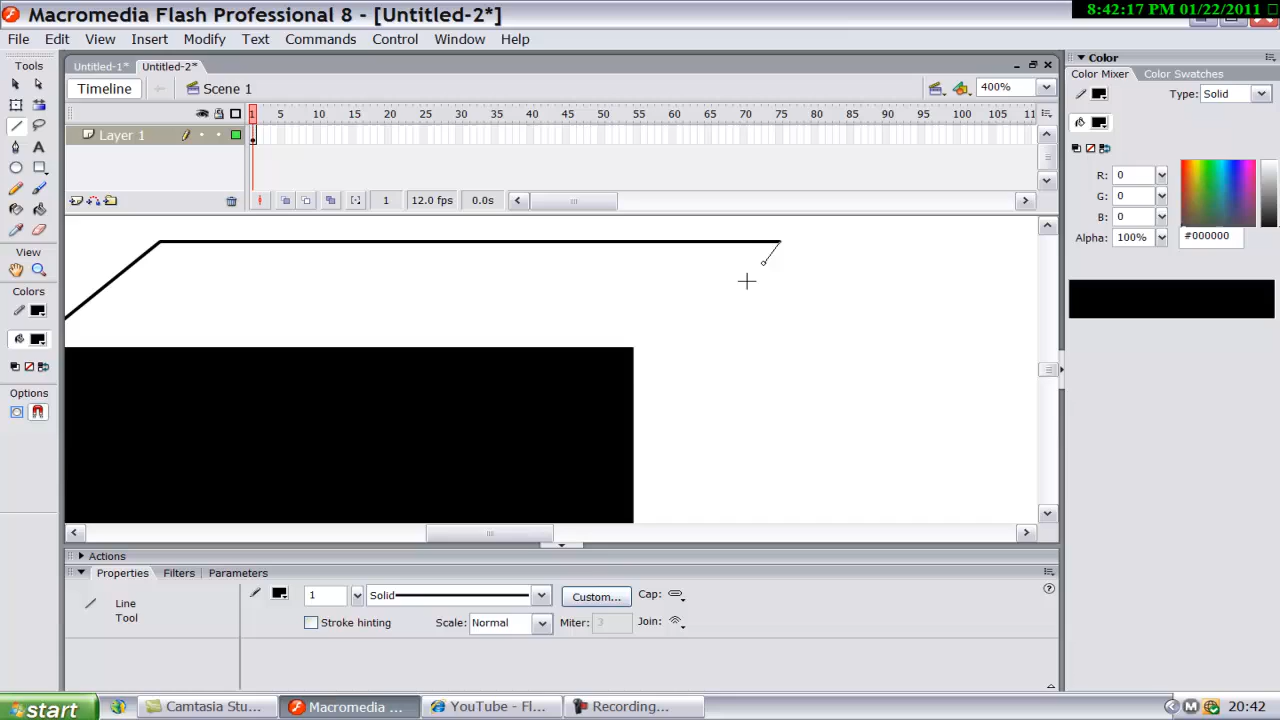 Macromedia Flash Professional 8 - [Untitled-2*]
8:42:17 PM 01/22/2011
File Edit View Insert Modify Text Commands Control Window Help
Tools
Untitled-1* Untitled-2*
Color
Timeline
Scene 1
400%
Color Mixer Color Swatches
Type: Solid
1 5 10 15 20 25 30 35 40 45 50 55 60 65 70 75 80 85 90 95 100 105 11
Layer 1
R: 0
G: 0
B: 0
Alpha: 100%
#000000
1 12.0 fps 0.0s
View
Colors
Options
Actions
Properties Filters Parameters
Line
Tool
1
Solid
Custom...
Cap:
Stroke hinting
Scale: Normal
Miter: 3
Join:
start
Camtasia Stu...
Macromedia ...
YouTube - Fl...
Recording...
20:42